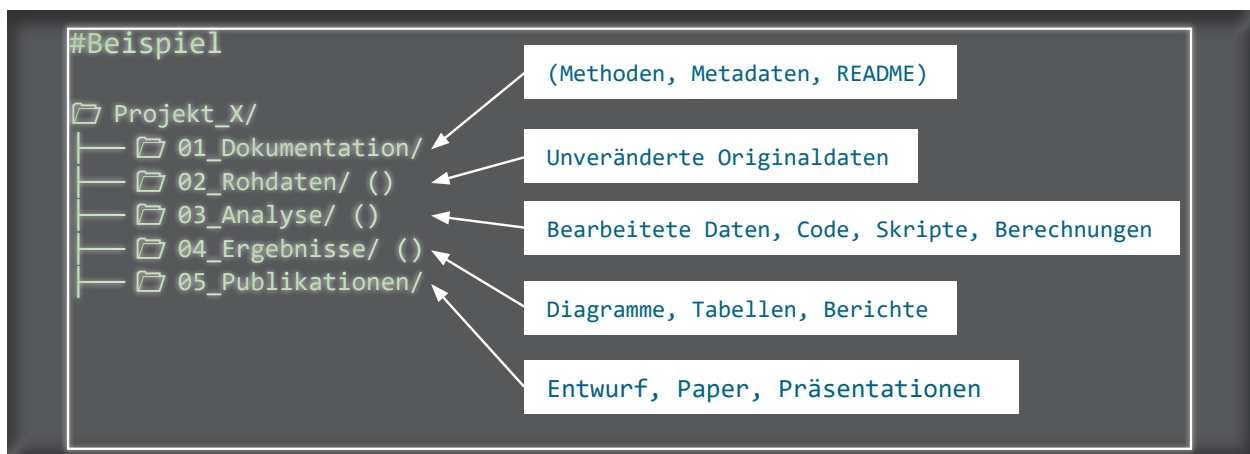 #Beispiel
Projekt_X/
├── 01_Dokumentation/
(Methoden, Metadaten, README)
├── 02_Rohdaten/ ()
Unveränderte Originaldaten
├── 03_Analyse/ ()
Bearbeitete Daten, Code, Skripte, Berechnungen
├── 04_Ergebnisse/ ()
Diagramme, Tabellen, Berichte
├── 05_Publikationen/
Entwurf, Paper, Präsentationen